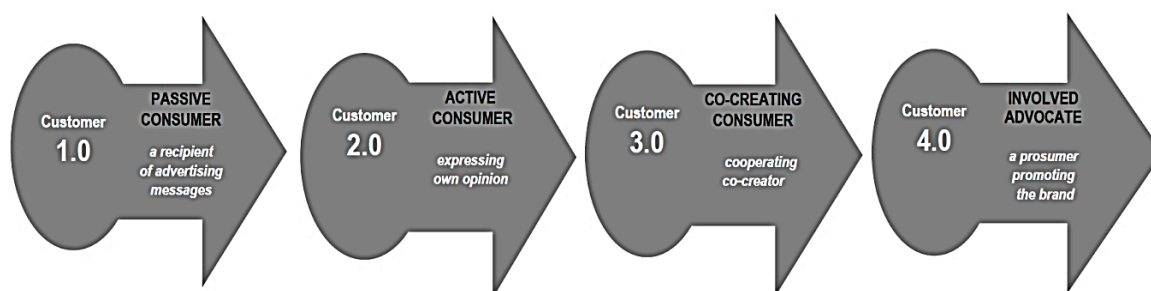 Customer
1.0
PASSIVE
CONSUMER
a recipient
of advertising
messages
Customer
2.0
ACTIVE
CONSUMER
expressing
own opinion
Customer
3.0
CO-CREATING
CONSUMER
cooperating
co-creator
Customer
4.0
INVOLVED
ADVOCATE
a prosumer
promoting
the brand